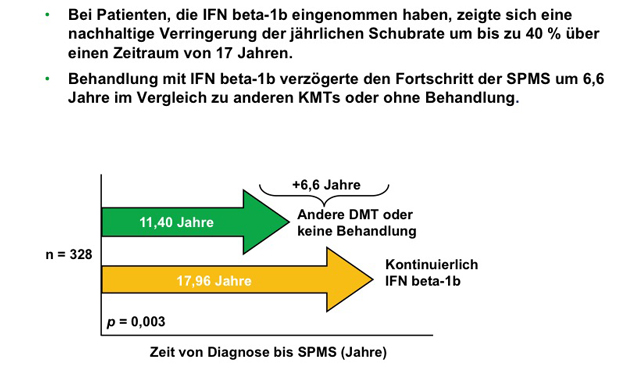 • Bei Patienten, die IFN beta-1b eingenommen haben, zeigte sich eine
nachhaltige Verringerung der jährlichen Schubrate um bis zu 40 % über
einen Zeitraum von 17 Jahren.
• Behandlung mit IFN beta-1b verzögerte den Fortschritt der SPMS um 6,6
Jahre im Vergleich zu anderen KMTs oder ohne Behandlung.
+6,6 Jahre
11,40 Jahre
Andere DMT oder
keine Behandlung
n = 328
17,96 Jahre
Kontinuierlich
IFN beta-1b
p = 0,003
Zeit von Diagnose bis SPMS (Jahre)